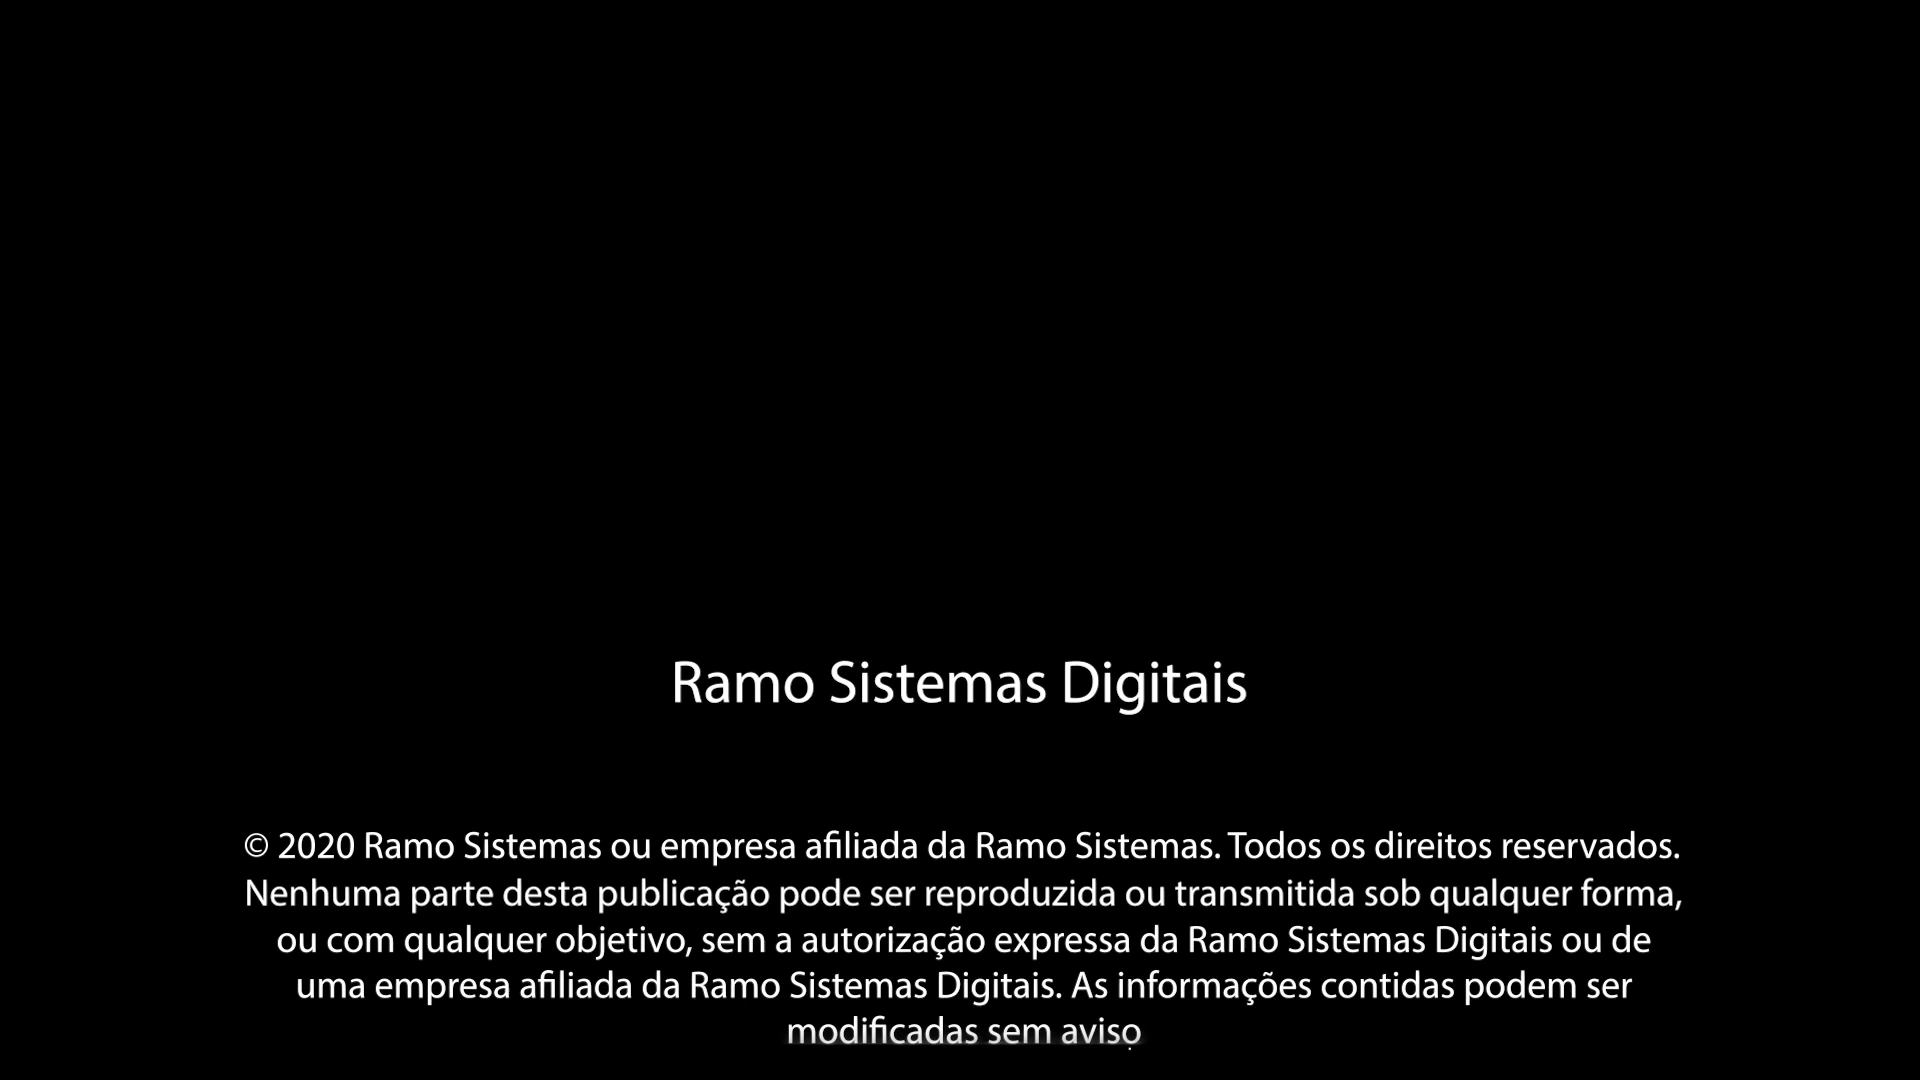 Ramo Sistemas Digitais
© 2020 Ramo Sistemas ou empresa afiliada da Ramo Sistemas. Todos os direitos reservados.
Nenhuma parte desta publicação pode ser reproduzida ou transmitida sob qualquer forma,
ou com qualquer objetivo, sem a autorização expressa da Ramo Sistemas Digitais ou de
uma empresa afiliada da Ramo Sistemas Digitais. As informações contidas podem ser
modificadas sem aviso